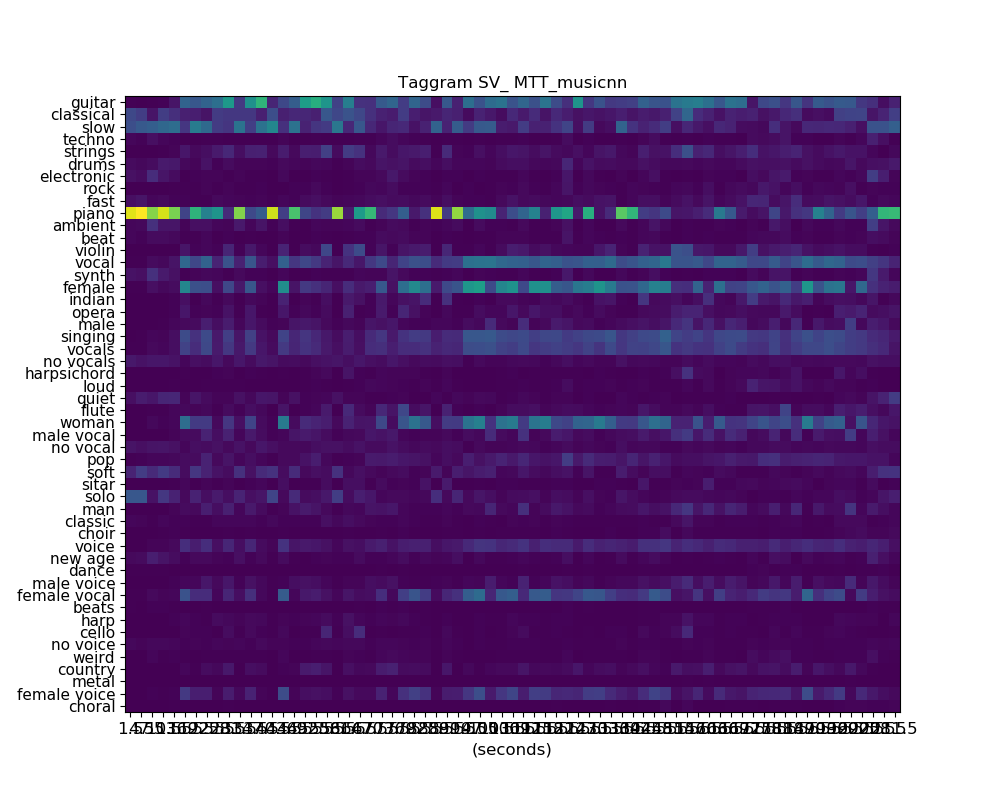 Taggram SV_ MTT_musicnn
guitar
classical
slow
techno
strings
drums
electronic
rock
fast
piano
ambient
beat
violin
vocal
synth
female
indian
opera
male
singing
vocals
no vocals
harpsichord
loud
quiet
flute
woman
male vocal
no vocal
pop
soft
sitar
solo
man
classic
choir
voice
new age
dance
male voice
female vocal
beats
harp
cello
no voice
weird
country
metal
female voice
choral
(seconds)